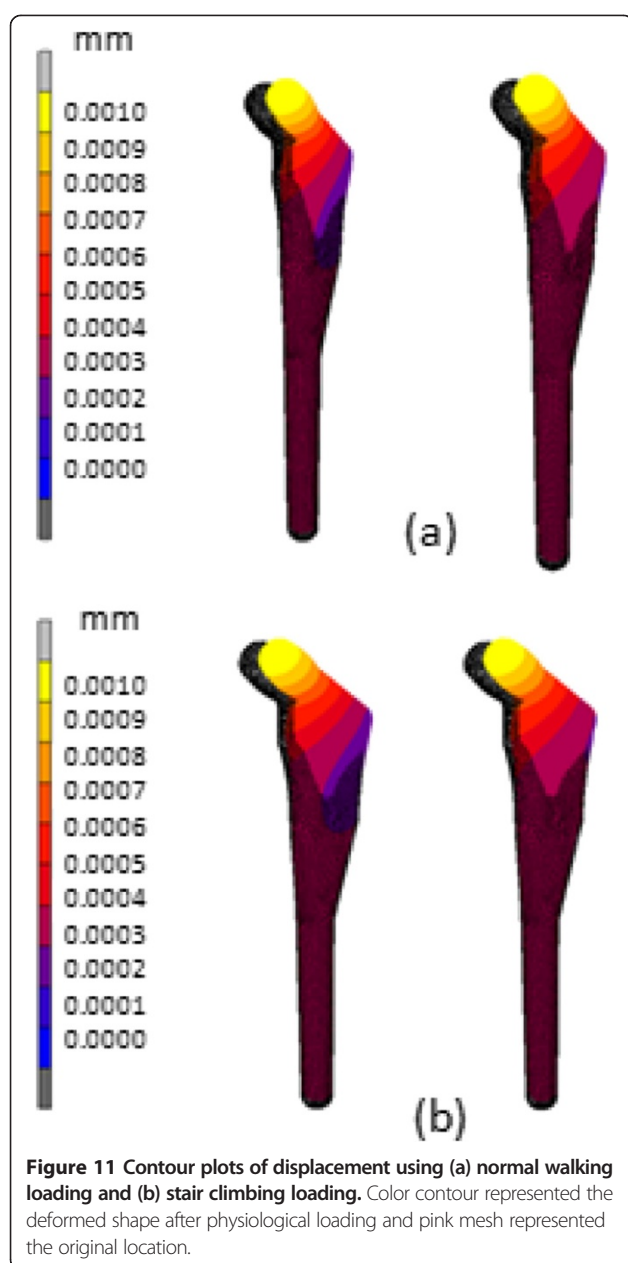 mm
0.0010
0.0009
0.0008
0.0007
0.0006
0.0005
0.0004
0.0003
0.0002
0.0001
0.0000
(a)
mm
0.0010
0.0009
0.0008
0.0007
0.0006
0.0005
0.0004
0.0003
0.0002
0.0001
0.0000
(b)
Figure 11 Contour plots of displacement using (a) normal walking
loading and (b) stair climbing loading. Color contour represented the
deformed shape after physiological loading and pink mesh represented
the original location.